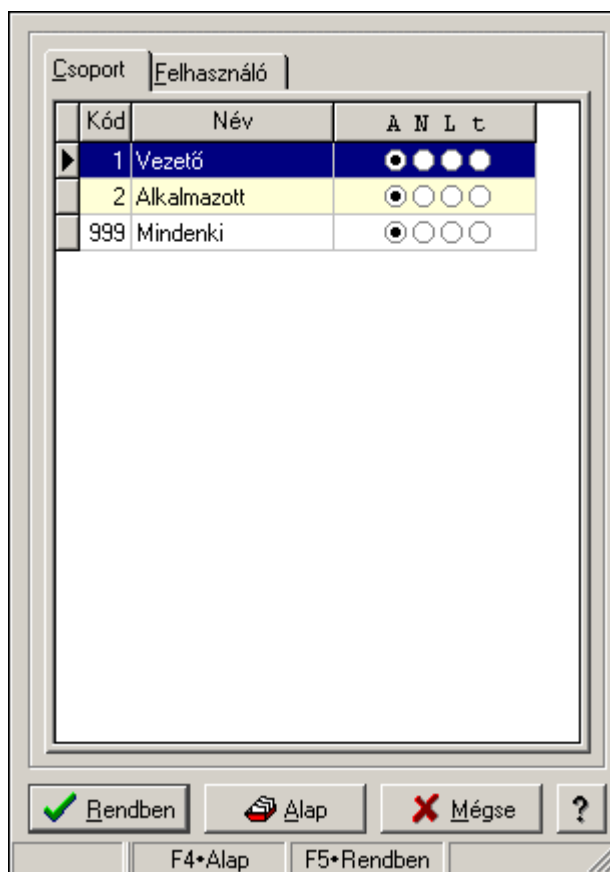 Csoport Felhasználó
Kód Név A N L t
1 Vezető
2 Alkalmazott
999 Mindenki
Rendben Alap Mégse ?
F4•Alap F5•Rendben